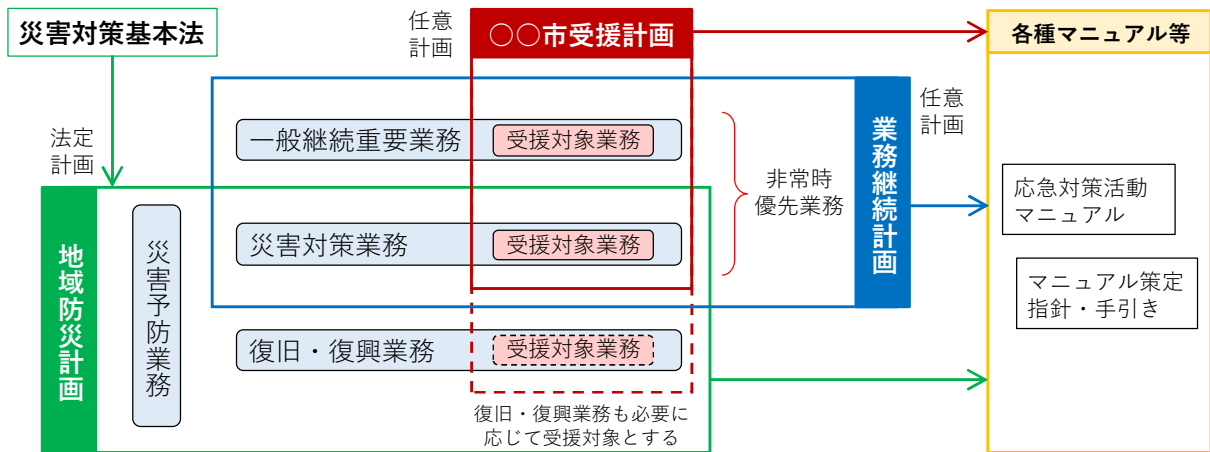 災害対策基本法
任意
計画
○○市受援計画
各種マニュアル等
法定
計画
一般継続重要業務
受援対象業務
非常時
優先業務
業務継続計画
任意
計画
応急対策活動
マニュアル
地域防災計画
災害予防業務
災害対策業務
受援対象業務
マニュアル策定
指針・手引き
復旧・復興業務
受援対象業務
復旧・復興業務も必要に
応じて受援対象とする